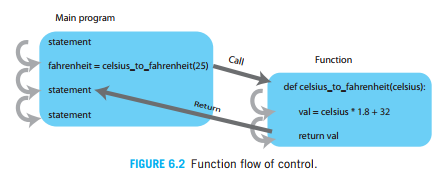 Main program
statement
fahrenheit = celsius_to_fahrenheit(25)
statement
statement
Call
Return
Function
def celsius_to_fahrenheit(celsius):
val = celsius * 1.8 + 32
return val
FIGURE 6.2 Function flow of control.